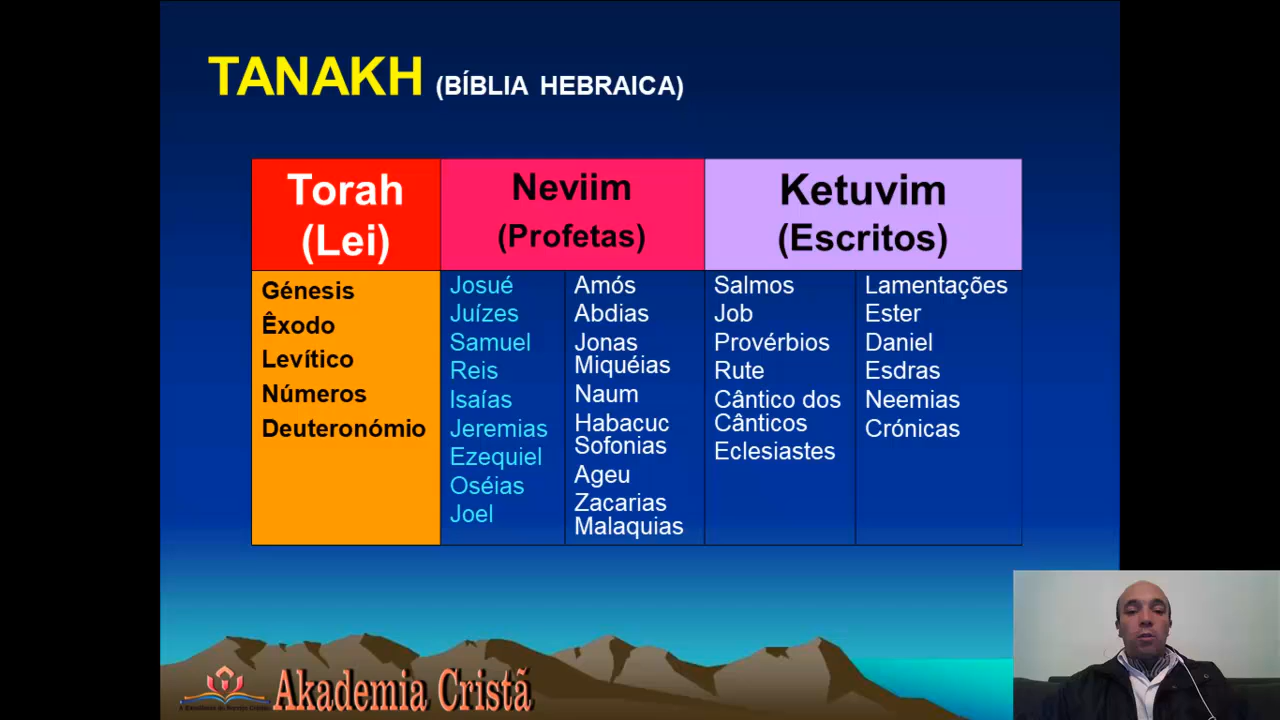 TANAKH (BÍBLIA HEBRAICA)
Torah
(Lei)
Neviim
(Profetas)
Ketuvim
(Escritos)
Génesis
Êxodo
Levítico
Números
Deuteronómio
Josué
Juízes
Samuel
Reis
Isaías
Jeremias
Ezequiel
Oséias
Joel
Amós
Abdias
Jonas
Miquéias
Naum
Habacuc
Sofonias
Ageu
Zacarias
Malaquias
Salmos
Job
Provérbios
Rute
Cântico dos
Cânticos
Eclesiastes
Lamentações
Ester
Daniel
Esdras
Neemias
Crónicas
Akademia Cristã